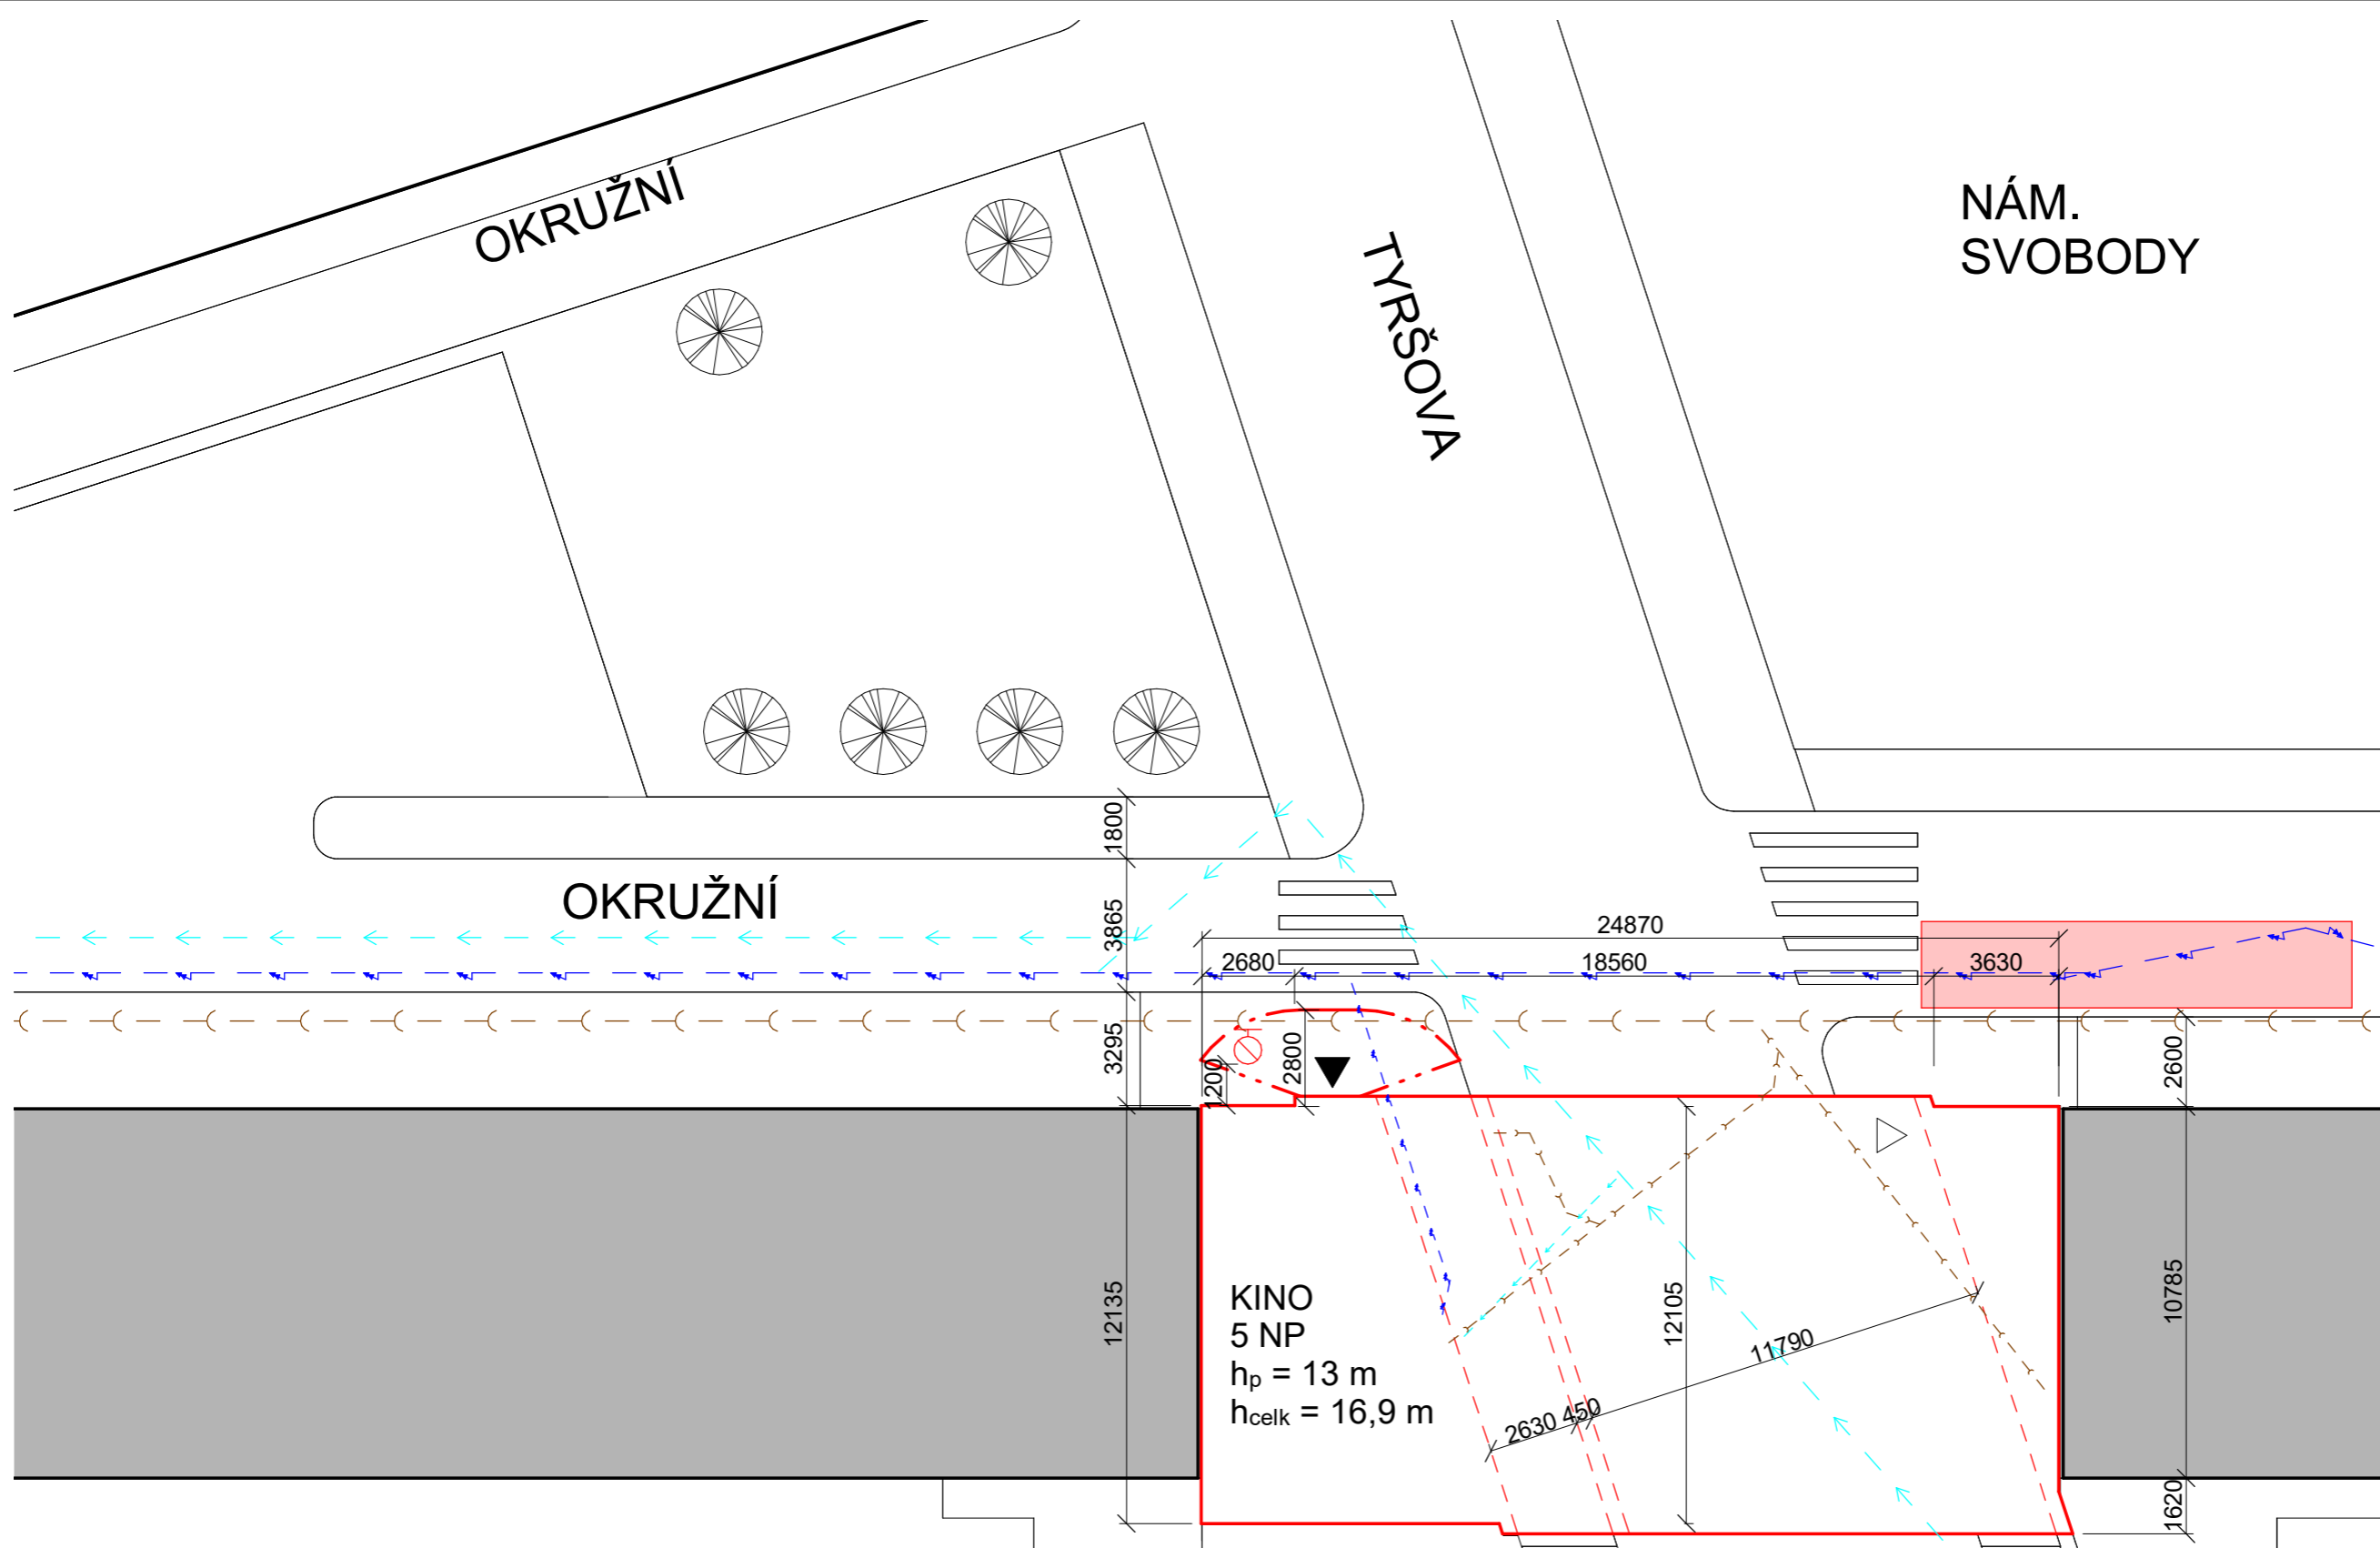 OKRUŽNÍ
TYRŠOVA
NÁM.
SVOBODY
1800
OKRUŽNÍ
3865
24870
2680
18560
3630
3295
2800
1200
2600
12135
12105
10785
KINO
5 NP
hp = 13 m
hcelk = 16,9 m
11790
2630 450
1620